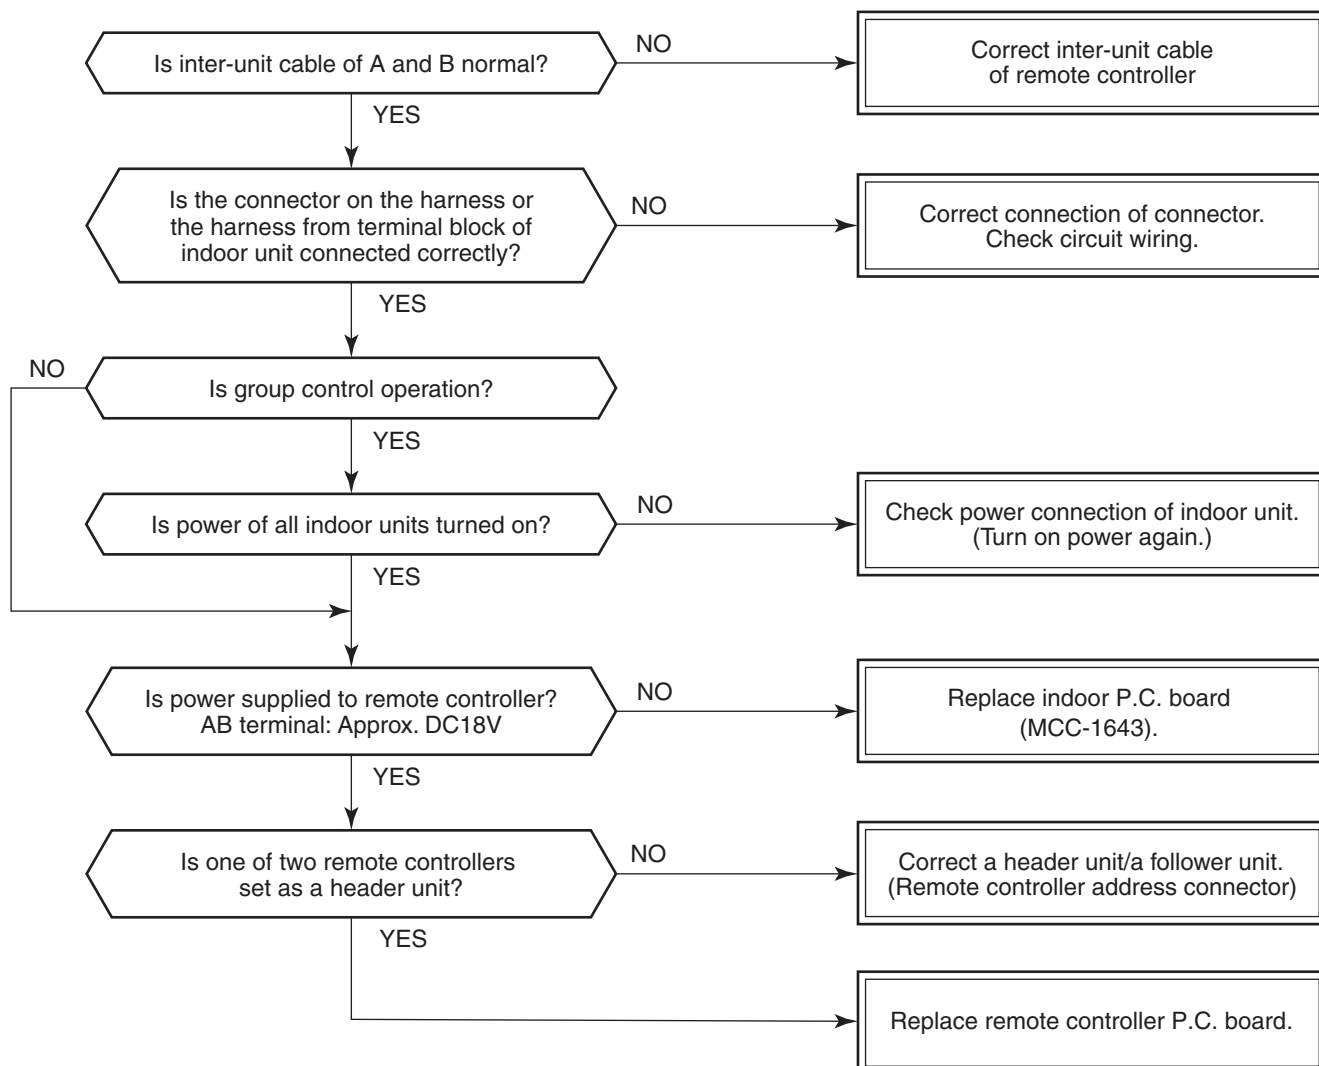 Is inter-unit cable of A and B normal?
NO
Correct inter-unit cable
of remote controller
YES
Is the connector on the harness or
the harness from terminal block of
indoor unit connected correctly?
NO
Correct connection of connector.
Check circuit wiring.
YES
NO
Is group control operation?
YES
Is power of all indoor units turned on?
NO
Check power connection of indoor unit.
(Turn on power again.)
YES
Is power supplied to remote controller?
AB terminal: Approx. DC18V
NO
Replace indoor P.C. board
(MCC-1643).
YES
Is one of two remote controllers
set as a header unit?
NO
Correct a header unit/a follower unit.
(Remote controller address connector)
YES
Replace remote controller P.C. board.